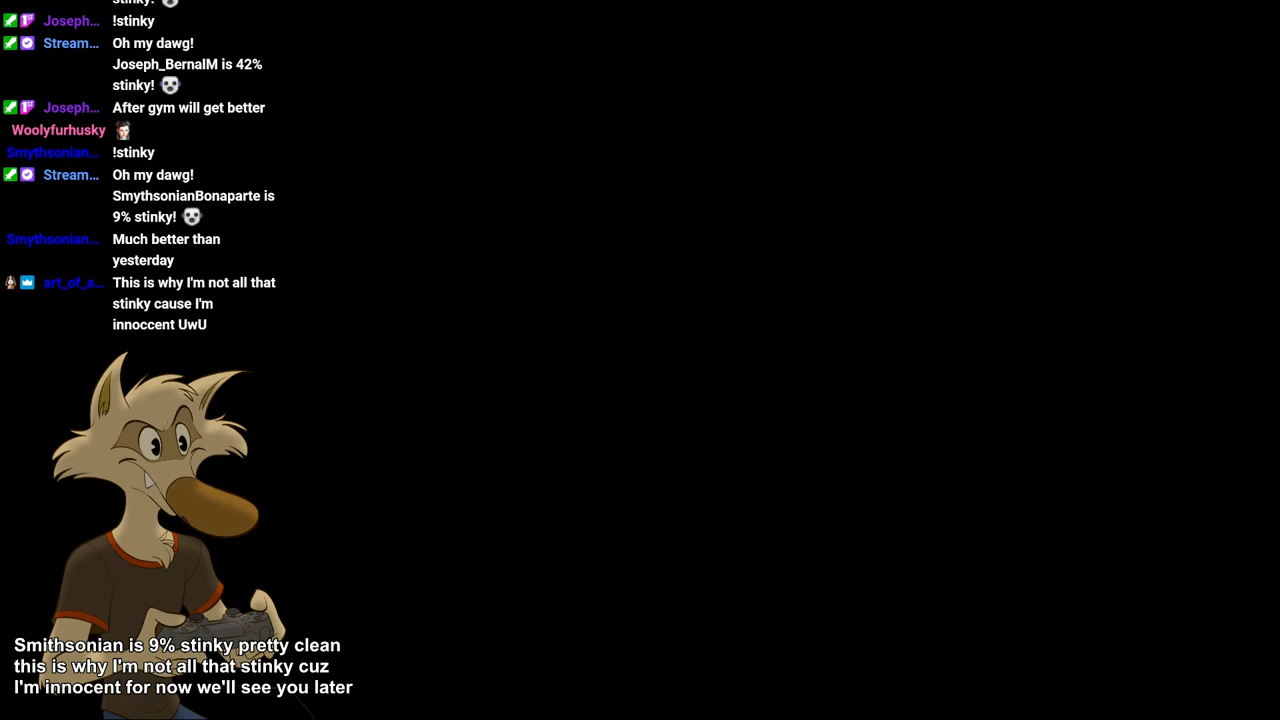 stinky!
Joseph... !stinky
Stream... Oh my dawg!
Joseph_BernalM is 42%
stinky!
Joseph... After gym will get better
Woolyfurhusky
Smythsonian... !stinky
Stream... Oh my dawg!
SmythsonianBonaparte is
9% stinky!
Smythsonian... Much better than
yesterday
art_of_a... This is why I'm not all that
stinky cause I'm
innoccent UwU
Smithsonian is 9% stinky pretty clean
this is why I'm not all that stinky cuz
I'm innocent for now we'll see you later